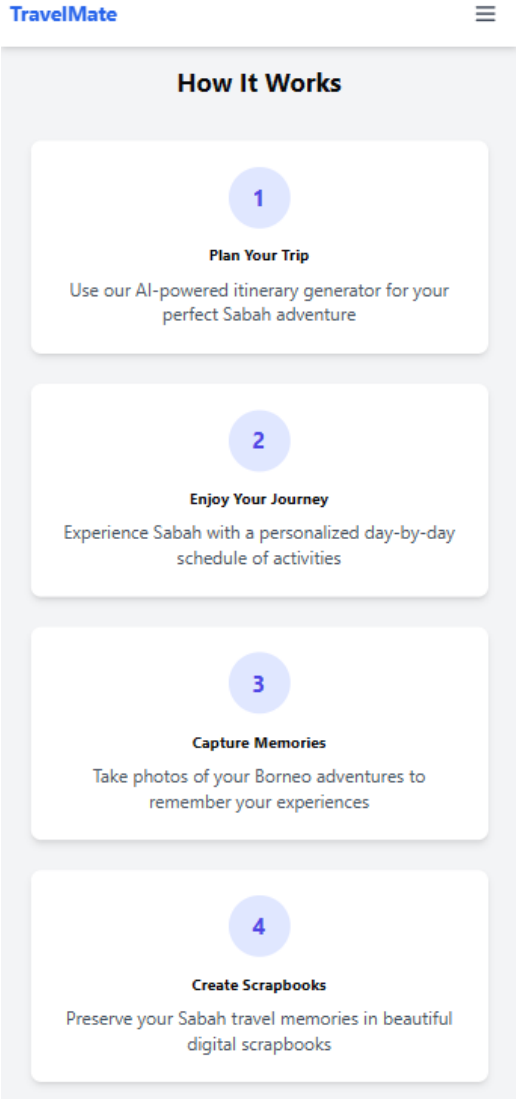 TravelMate
How It Works
1
Plan Your Trip
Use our AI-powered itinerary generator for your
perfect Sabah adventure
2
Enjoy Your Journey
Experience Sabah with a personalized day-by-day
schedule of activities
3
Capture Memories
Take photos of your Borneo adventures to
remember your experiences
4
Create Scrapbooks
Preserve your Sabah travel memories in beautiful
digital scrapbooks